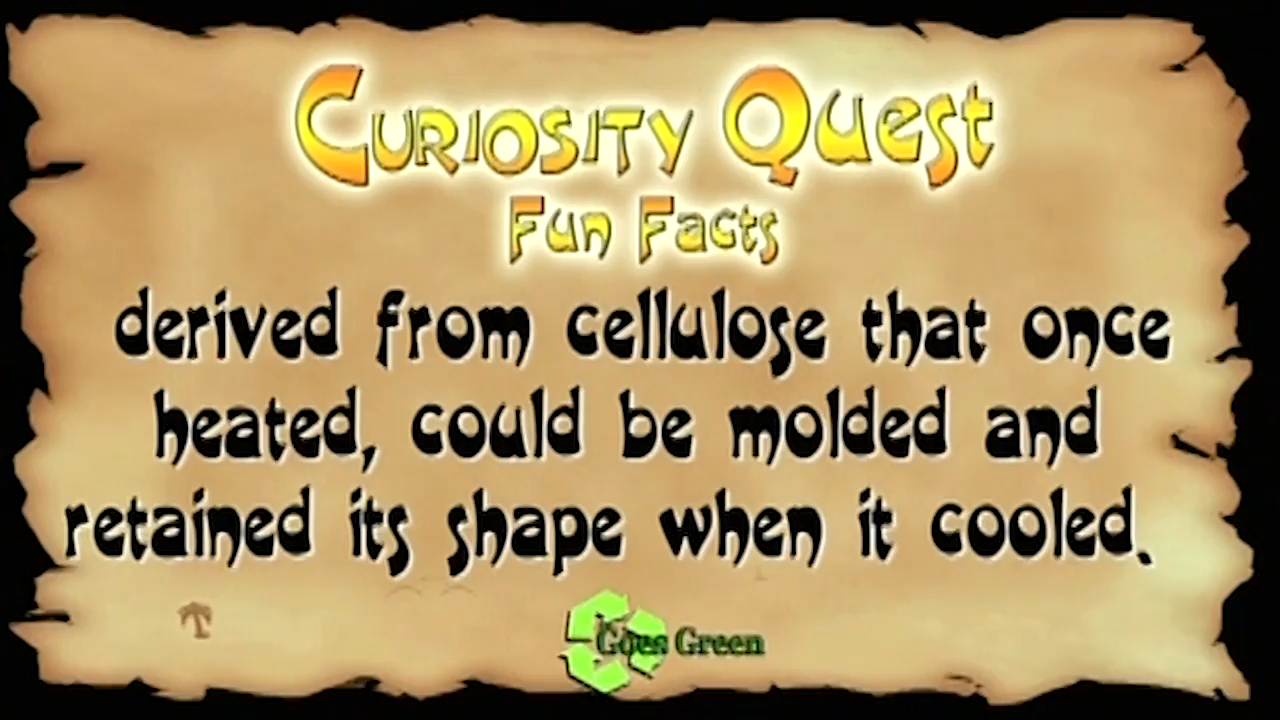 Curiosity Quest
Fun Facts
derived from cellulose that once
heated, could be molded and
retained its shape when it cooled.
Goes Green